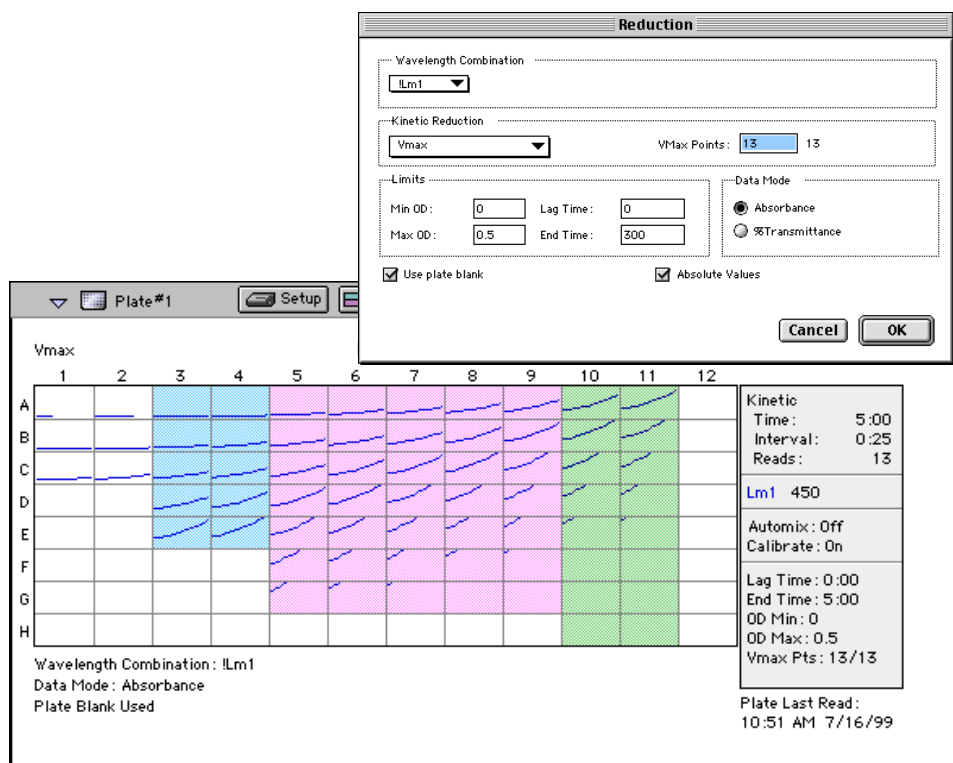 Reduction
Wavelength Combination
!Lm1
Kinetic Reduction
Vmax
VMax Points: 13 13
Limits
Min OD: 0 Lag Time: 0
Max OD: 0.5 End Time: 300
Data Mode
Absorbance
%Transmittance
Use plate blank
Absolute Values
Cancel OK
Plate#1 Setup
Vmax
1 2 3 4 5 6 7 8 9 10 11 12
A
B
C
D
E
F
G
H
Kinetic
Time: 5:00
Interval: 0:25
Reads: 13
Lm1 450
Automix: Off
Calibrate: On
Lag Time: 0:00
End Time: 5:00
OD Min: 0
OD Max: 0.5
Vmax Pts: 13/13
Wavelength Combination: !Lm1
Data Mode: Absorbance
Plate Blank Used
Plate Last Read:
10:51 AM 7/16/99